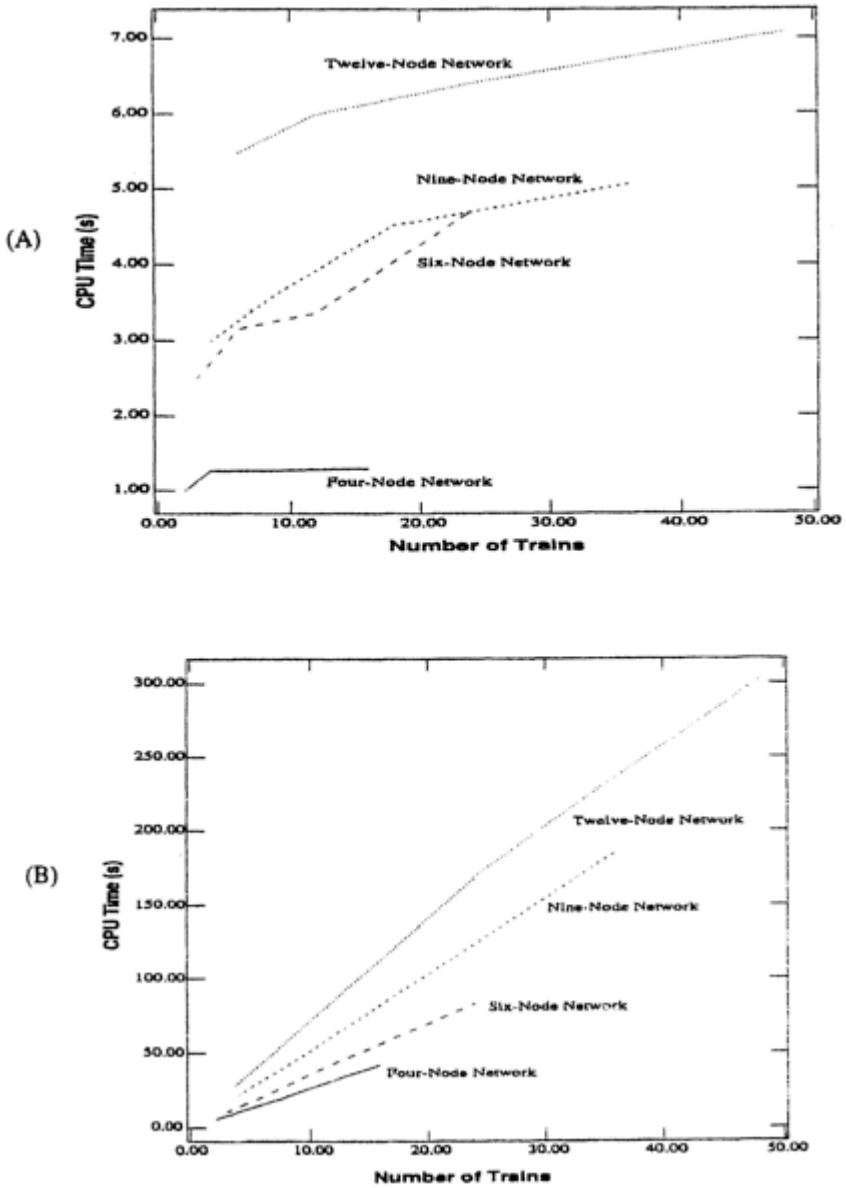 (A)
CPU Time (s)
7.00
6.00
5.00
4.00
3.00
2.00
1.00
Twelve-Node Network
Nine-Node Network
Six-Node Network
Four-Node Network
0.00 10.00 20.00 30.00 40.00 50.00
Number of Trains
(B)
CPU Time (s)
300.00
250.00
200.00
150.00
100.00
50.00
0.00
Twelve-Node Network
Nine-Node Network
Six-Node Network
Four-Node Network
0.00 10.00 20.00 30.00 40.00 50.00
Number of Trains